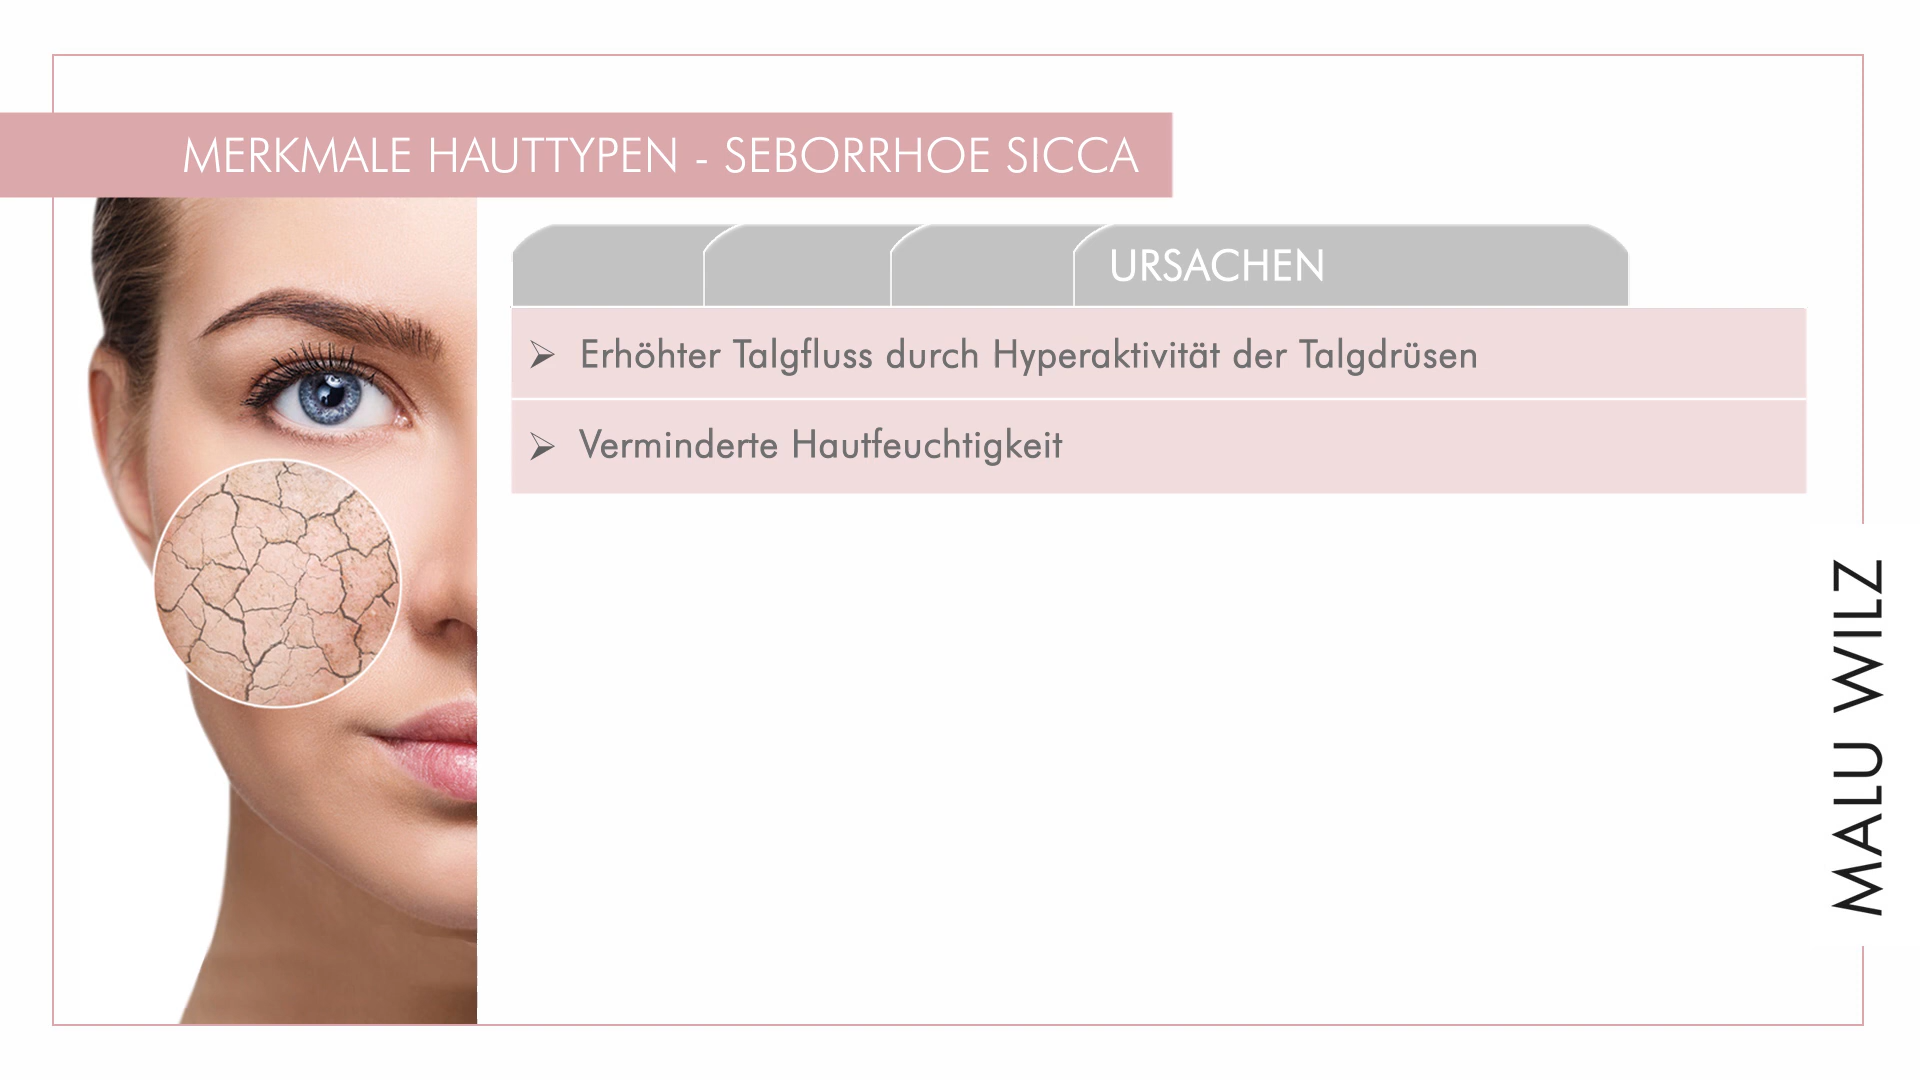 MERKMALE HAUTTYPEN - SEBORRHOE SICCA
URSACHEN
Erhöhter Talgfluss durch Hyperaktivität der Talgdrüsen
Verminderte Hautfeuchtigkeit
MALU WILZ